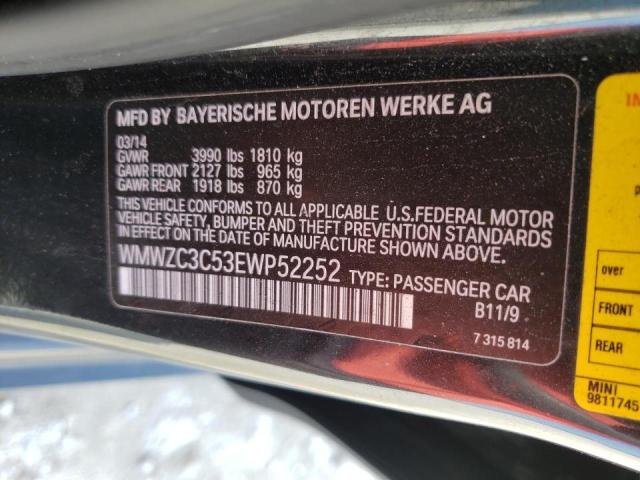 MFD BY BAYERISCHE MOTOREN WERKE AG
03/14
GVWR 3990 lbs 1810 kg
GAWR FRONT 2127 lbs 965 kg
GAWR REAR 1918 lbs 870 kg
THIS VEHICLE CONFORMS TO ALL APPLICABLE U.S.FEDERAL MOTOR
VEHICLE SAFETY, BUMPER AND THEFT PREVENTION STANDARDS
IN EFFECT ON THE DATE OF MANUFACTURE SHOWN ABOVE.
WMWZC3C53EWP52252 TYPE: PASSENGER CAR
B11/9
7 315 814
over
FRONT
REAR
MINI
9811745